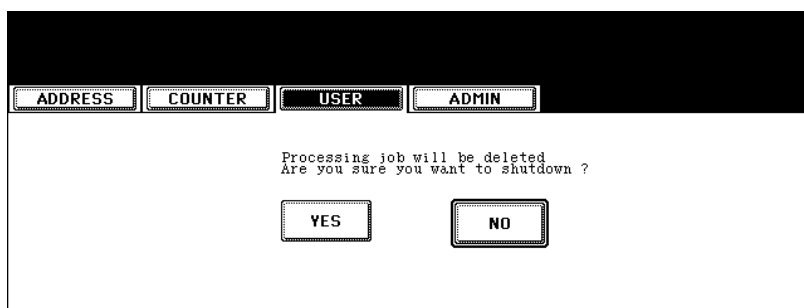 ADDRESS COUNTER USER ADMIN
Processing job will be deleted
Are you sure you want to shutdown ?
YES NO